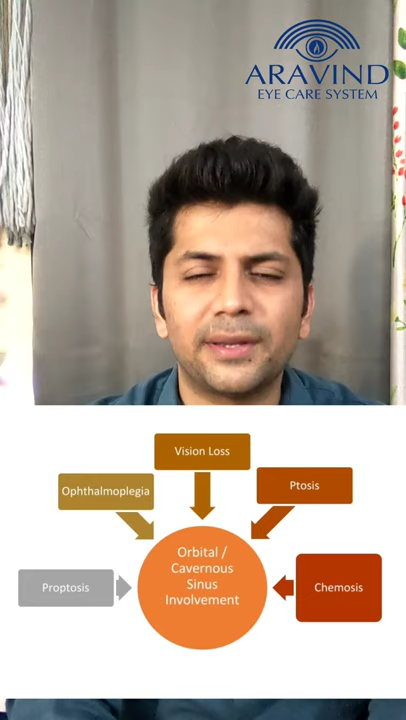 ARAVIND
EYE CARE SYSTEM
Vision Loss
Ophthalmoplegia
Ptosis
Orbital /
Cavernous
Sinus
Involvement
Proptosis
Chemosis